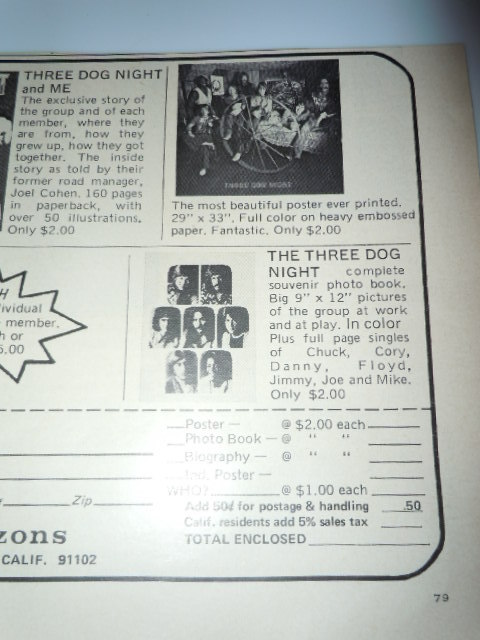 THREE DOG NIGHT
and ME
The exclusive story of
the group and of each
member, where they
are from, how they
grew up, how they got
together. The inside
story as told by their
former road manager,
Joel Cohen. 160 pages
in paperback, with
over 50 illustrations.
Only $2.00
THREE DOG NIGHT
The most beautiful poster ever printed.
29" x 33". Full color on heavy embossed
paper. Fantastic. Only $2.00
H
ividual
member.
h or
5.00
THE THREE DOG
NIGHT complete
souvenir photo book.
Big 9" x 12" pictures
of the group at work
and at play. In color
Plus full page singles
of Chuck, Cory,
Danny, Floyd,
Jimmy, Joe and Mike.
Only $2.00
Poster — @ $2.00 each
Photo Book — @ " "
Biography — @ " "
Ind. Poster —
WHO? @ $1.00 each
Add 50¢ for postage & handling .50
Calif. residents add 5% sales tax
TOTAL ENCLOSED
Zip
zons
CALIF. 91102
79